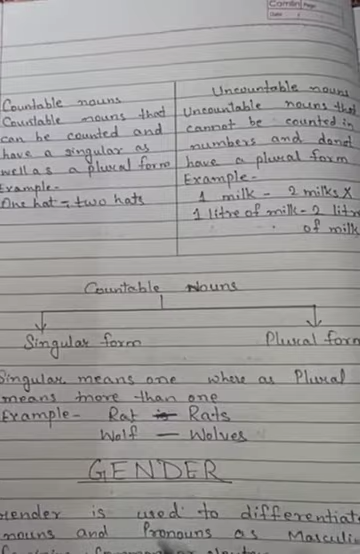 Countable nouns
Countable nouns that
can be counted and
have a singular as
well as a plural form
Example-
One hat = two hats
Uncountable nouns
Uncountable nouns that
cannot be counted in
numbers and donot
have a plural form
Example-
1 milk - 2 milks X
1 litre of milk - 2 litre
of milk
Countable Nouns
Singular form
Plural form
Singular means one where as Plural
means more than one
Example- Rat — Rats
Wolf — Wolves
GENDER
Gender is used to differentiate
nouns and Pronouns as Masculine